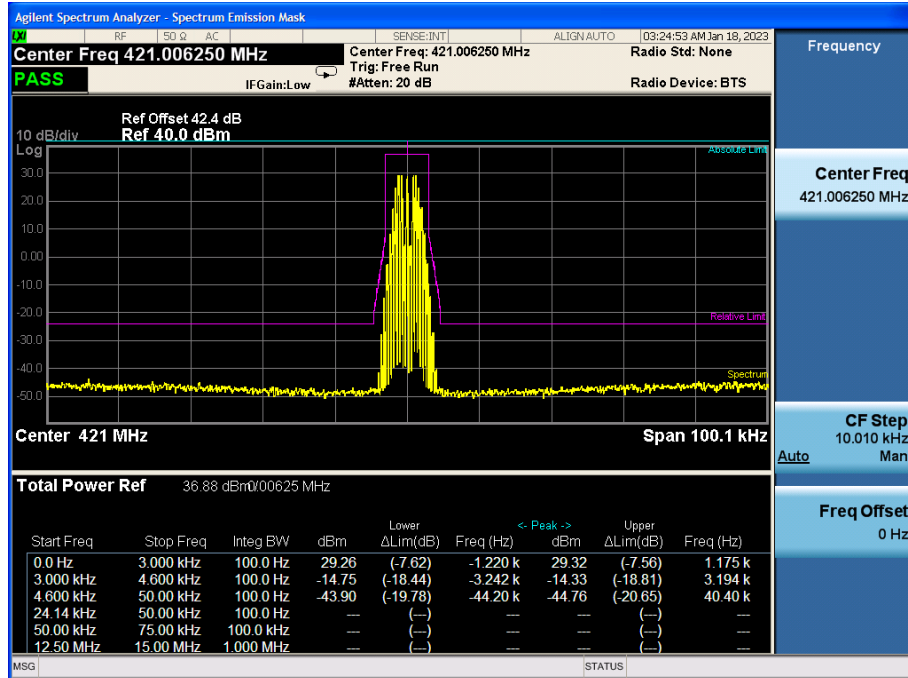 Agilent Spectrum Analyzer - Spectrum Emission Mask
LXI RF 50 Ω AC SENSE:INT ALIGN AUTO 03:24:53 AM Jan 18, 2023
Center Freq 421.006250 MHz
Center Freq: 421.006250 MHz
Radio Std: None
Trig: Free Run
PASS
IFGain:Low
#Atten: 20 dB
Radio Device: BTS
Ref Offset 42.4 dB
10 dB/div
Ref 40.0 dBm
Log
Absolute Limit
30.0
20.0
10.0
0.00
-10.0
-20.0
Relative Limit
-30.0
-40.0
Spectrum
-50.0
Center 421 MHz
Span 100.1 kHz
Total Power Ref 36.88 dBm/0.00625 MHz
Lower <- Peak -> Upper
Start Freq Stop Freq Integ BW dBm ΔLim(dB) Freq (Hz) dBm ΔLim(dB) Freq (Hz)
0.0 Hz 3.000 kHz 100.0 Hz 29.26 (-7.62) -1.220 k 29.32 (-7.56) 1.175 k
3.000 kHz 4.600 kHz 100.0 Hz -14.75 (-18.44) -3.242 k -14.33 (-18.81) 3.194 k
4.600 kHz 50.00 kHz 100.0 Hz -43.90 (-19.78) -44.20 k -44.76 (-20.65) 40.40 k
24.14 kHz 50.00 kHz 100.0 Hz --- (---) --- --- (---) ---
50.00 kHz 75.00 kHz 100.0 kHz --- (---) --- --- (---) ---
12.50 MHz 15.00 MHz 1.000 MHz --- (---) --- --- (---) ---
MSG
STATUS
Frequency
Center Freq
421.006250 MHz
CF Step
10.010 kHz
Auto Man
Freq Offset
0 Hz